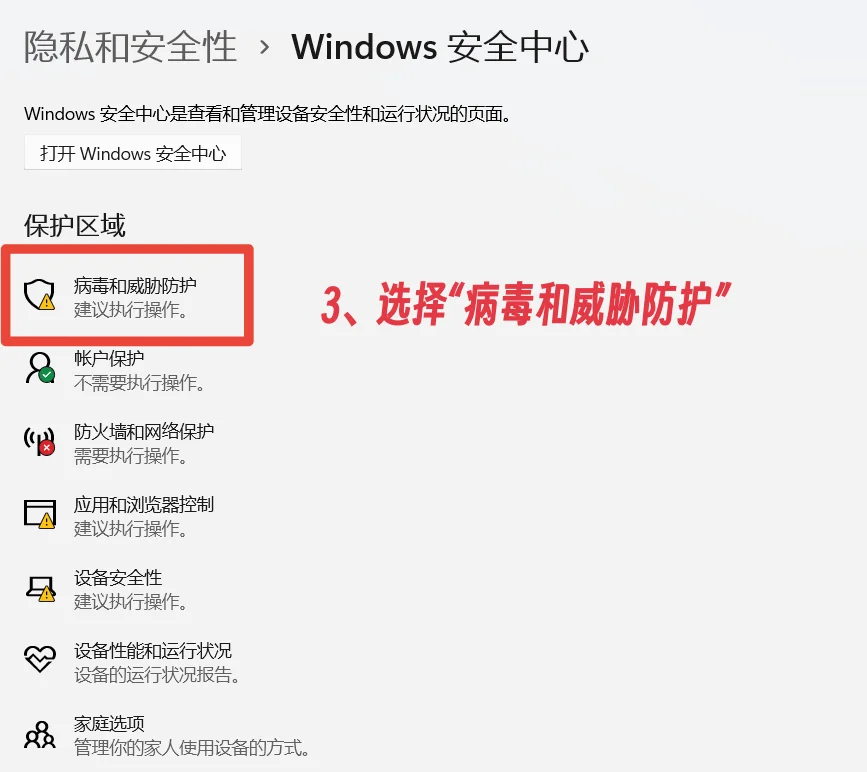 隐私和安全性 › Windows 安全中心
Windows 安全中心是查看和管理设备安全性和运行状况的页面。
打开 Windows 安全中心
保护区域
病毒和威胁防护
建议执行操作。
3、选择“病毒和威胁防护”
帐户保护
不需要执行操作。
防火墙和网络保护
需要执行操作。
应用和浏览器控制
建议执行操作。
设备安全性
建议执行操作。
设备性能和运行状况
设备的运行状况报告。
家庭选项
管理你的家人使用设备的方式。